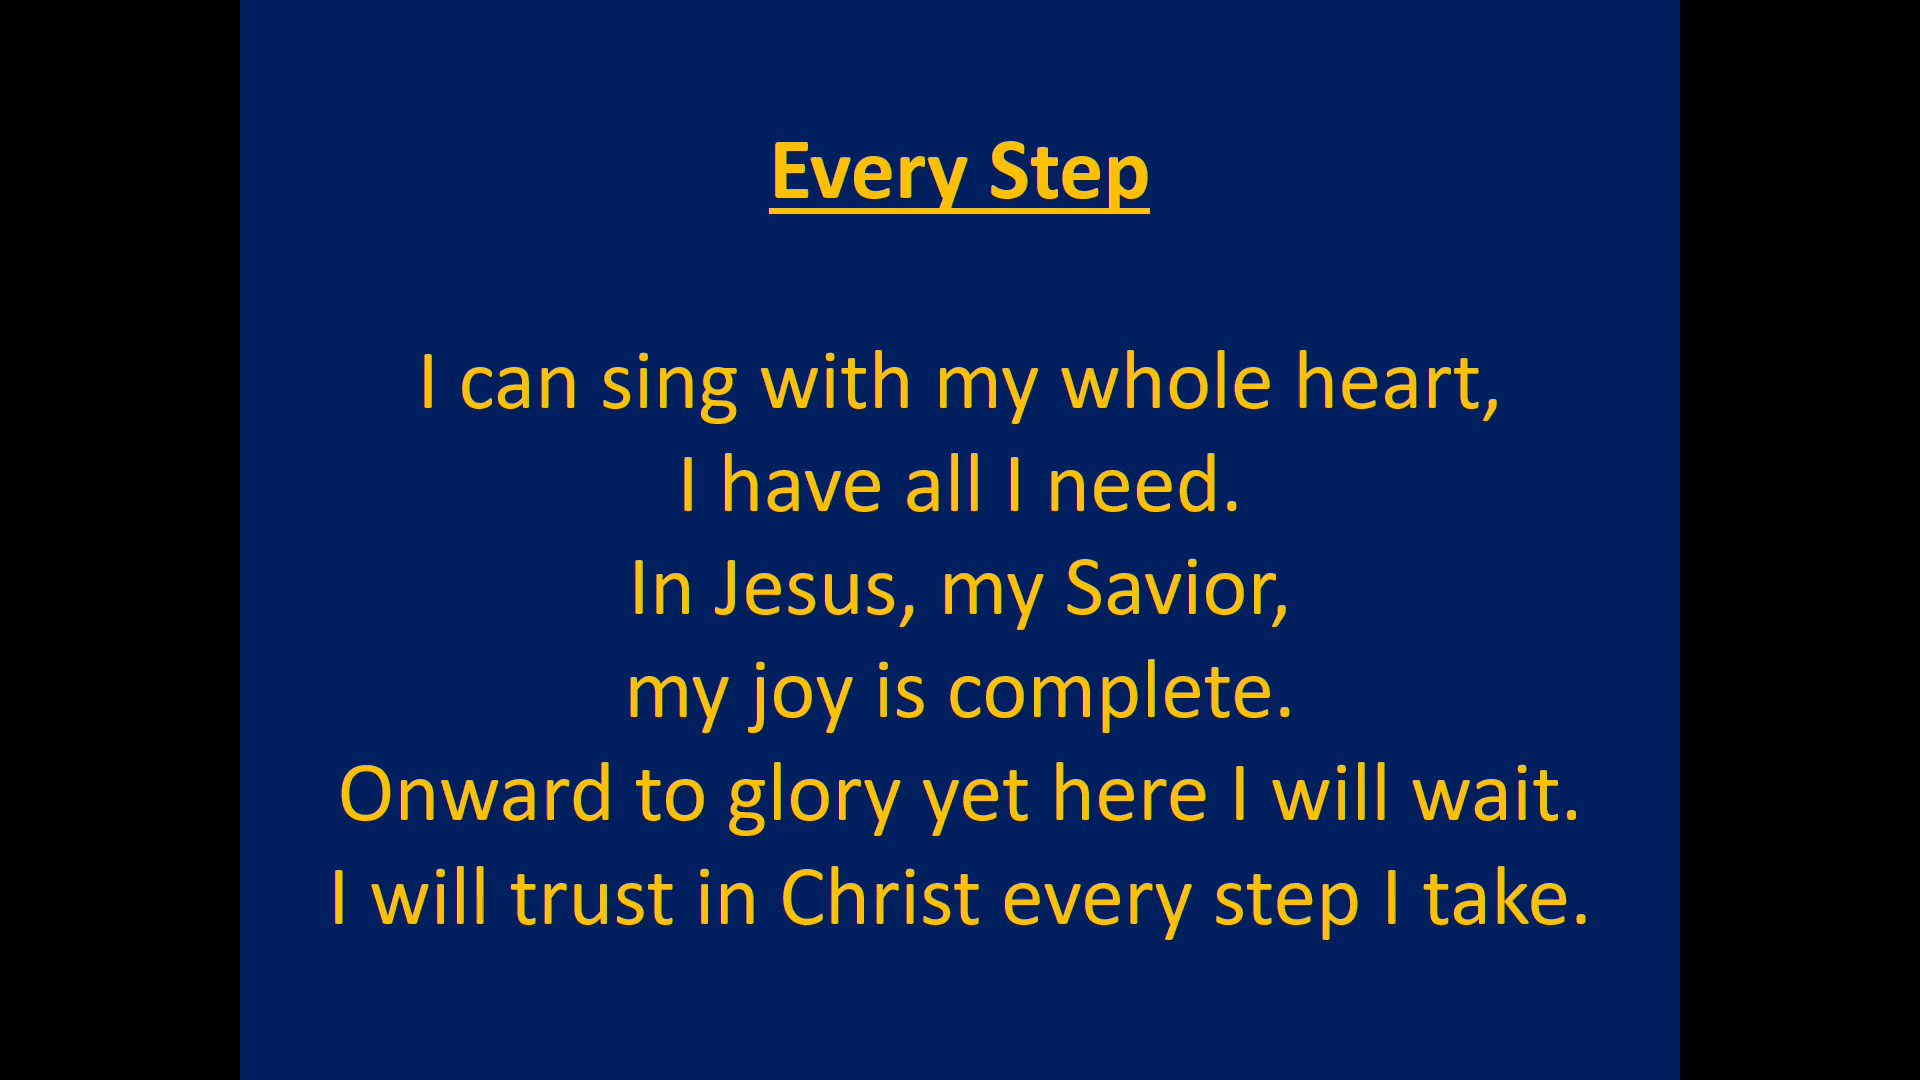 Every Step
I can sing with my whole heart,
I have all I need.
In Jesus, my Savior,
my joy is complete.
Onward to glory yet here I will wait.
I will trust in Christ every step I take.